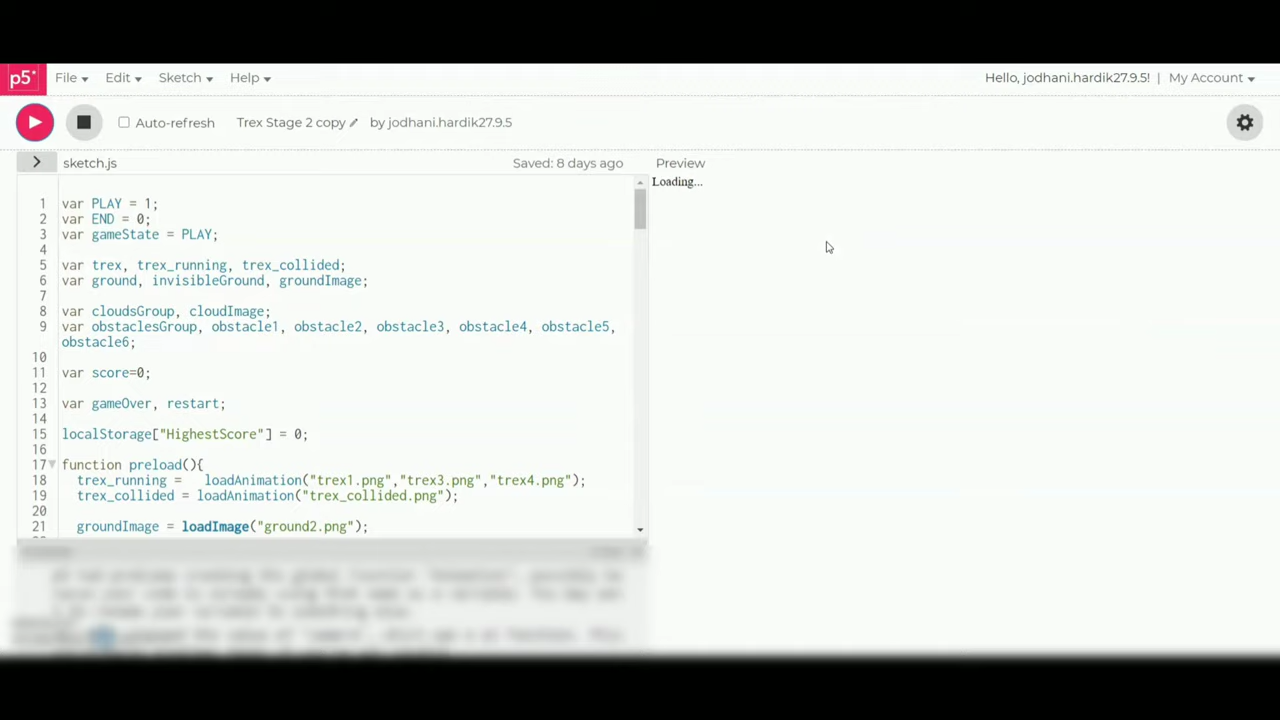 p5*
File Edit Sketch Help Hello, jodhani.hardik27.9.5! | My Account
Auto-refresh Trex Stage 2 copy by jodhani.hardik27.9.5
> sketch.js Saved: 8 days ago Preview
Loading...
1 var PLAY = 1;
2 var END = 0;
3 var gameState = PLAY;
4
5 var trex, trex_running, trex_collided;
6 var ground, invisibleGround, groundImage;
7
8 var cloudsGroup, cloudImage;
9 var obstaclesGroup, obstacle1, obstacle2, obstacle3, obstacle4, obstacle5,
obstacle6;
10
11 var score=0;
12
13 var gameOver, restart;
14
15 localStorage["HighestScore"] = 0;
16
17 function preload(){
18 trex_running = loadAnimation("trex1.png","trex3.png","trex4.png");
19 trex_collided = loadAnimation("trex_collided.png");
20
21 groundImage = loadImage("ground2.png");